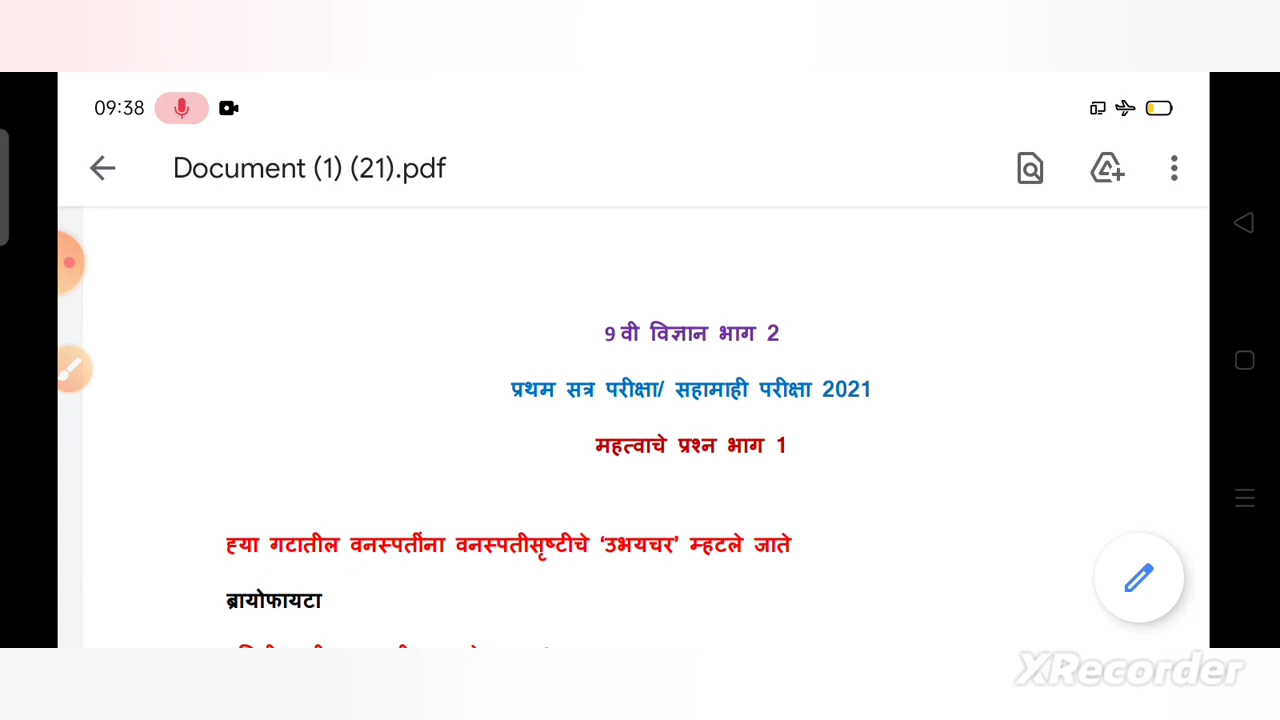 09:38
Document (1) (21).pdf
9 वी विज्ञान भाग 2
प्रथम सत्र परीक्षा/ सहामाही परीक्षा 2021
महत्वाचे प्रश्न भाग 1
ह्या गटातील वनस्पतींना वनस्पतीसृष्टीचे ‘उभयचर’ म्हटले जाते
ब्रायोफायटा
XRecorder